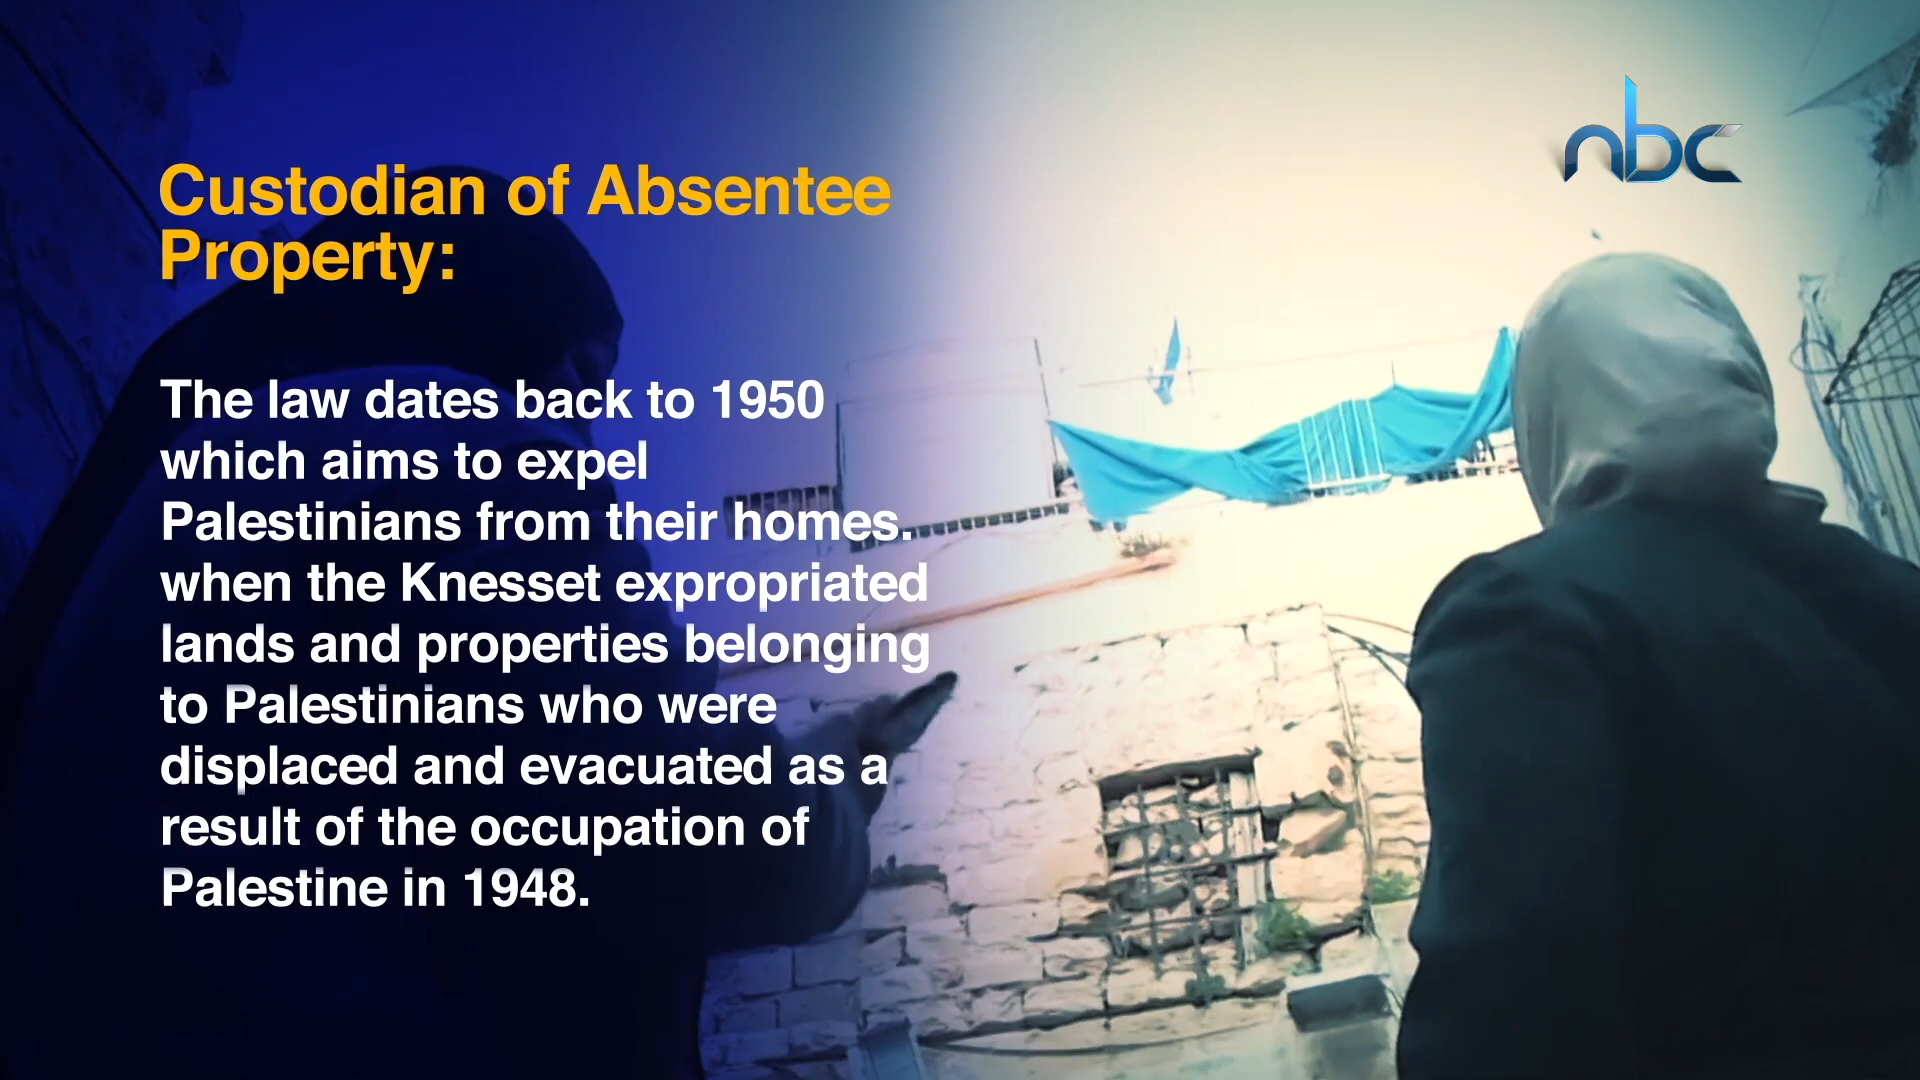 nbc
Custodian of Absentee
Property:
The law dates back to 1950
which aims to expel
Palestinians from their homes.
when the Knesset expropriated
lands and properties belonging
to Palestinians who were
displaced and evacuated as a
result of the occupation of
Palestine in 1948.